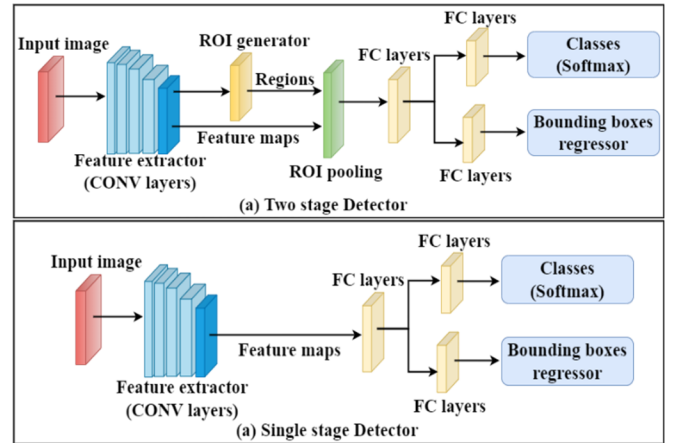 Input image
ROI generator
FC layers
FC layers
Classes
(Softmax)
Regions
Feature maps
Feature extractor
(CONV layers)
ROI pooling
FC layers
Bounding boxes
regressor
(a) Two stage Detector
Input image
FC layers
FC layers
Classes
(Softmax)
Feature maps
Feature extractor
(CONV layers)
FC layers
Bounding boxes
regressor
(a) Single stage Detector